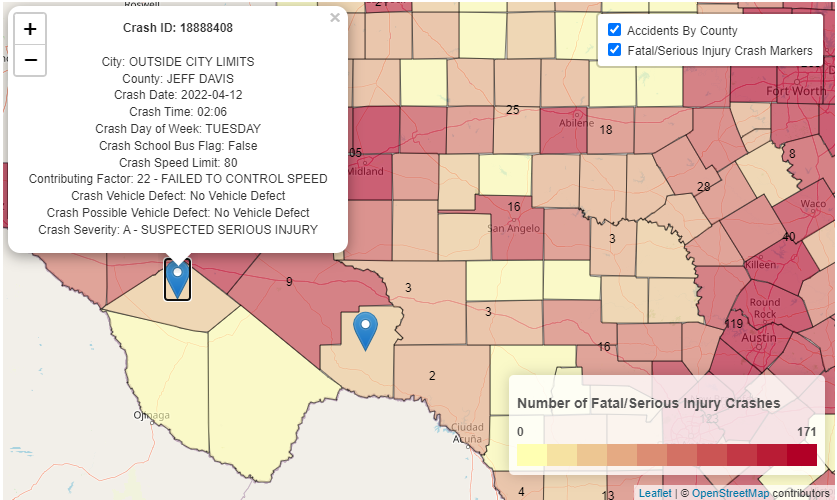 Roswell
21
+
−
×
Crash ID: 18888408
City: OUTSIDE CITY LIMITS
County: JEFF DAVIS
Crash Date: 2022-04-12
Crash Time: 02:06
Crash Day of Week: TUESDAY
Crash School Bus Flag: False
Crash Speed Limit: 80
Contributing Factor: 22 - FAILED TO CONTROL SPEED
Crash Vehicle Defect: No Vehicle Defect
Crash Possible Vehicle Defect: No Vehicle Defect
Crash Severity: A - SUSPECTED SERIOUS INJURY
Accidents By County
Fatal/Serious Injury Crash Markers
Fort Worth
25
Abilene
18
8
Midland
28
16
San Angelo
Waco
3
40
Killeen
9
3
3
Round
Rock
119
Austin
16
2
Ojinaga
Ciudad
Acuña
4
13
Number of Fatal/Serious Injury Crashes
0 171
Leaflet | © OpenStreetMap contributors